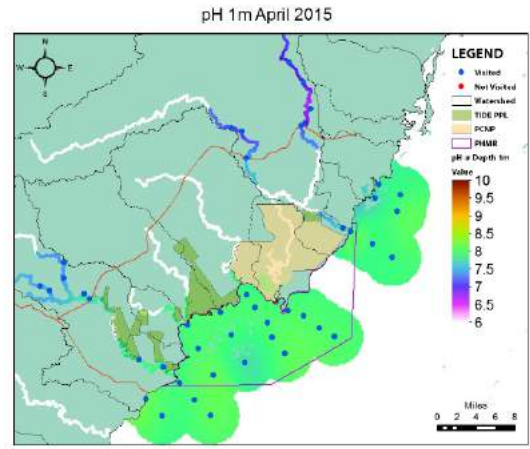 pH 1m April 2015
N
W E
S
LEGEND
Visited
Not Visited
Watershed
TIDE PPL
PCNP
PHMR
pH a Depth 1m
Value
10
9.5
9
8.5
8
7.5
7
6.5
6
Miles
0 2 4 6 8